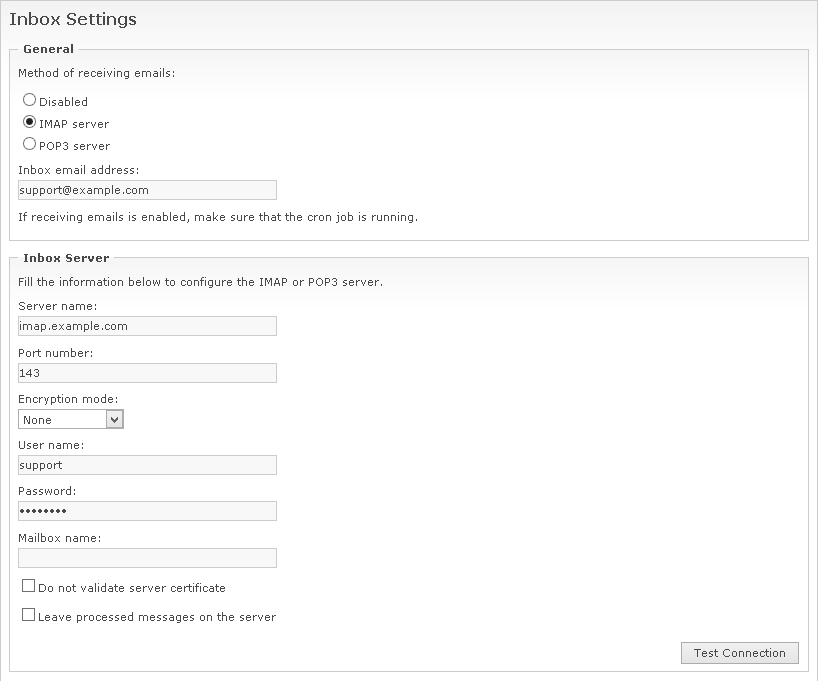 Inbox Settings
General
Method of receiving emails:
Disabled
IMAP server
POP3 server
Inbox email address:
support@example.com
If receiving emails is enabled, make sure that the cron job is running.
Inbox Server
Fill the information below to configure the IMAP or POP3 server.
Server name:
imap.example.com
Port number:
143
Encryption mode:
None
User name:
support
Password:
••••••••
Mailbox name:
Do not validate server certificate
Leave processed messages on the server
Test Connection